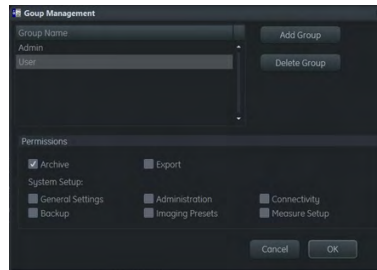 Goup Management
Group Name
Add Group
Admin
User
Delete Group
Permissions
Archive Export
System Setup:
General Settings Administration Connectivity
Backup Imaging Presets Measure Setup
Cancel OK